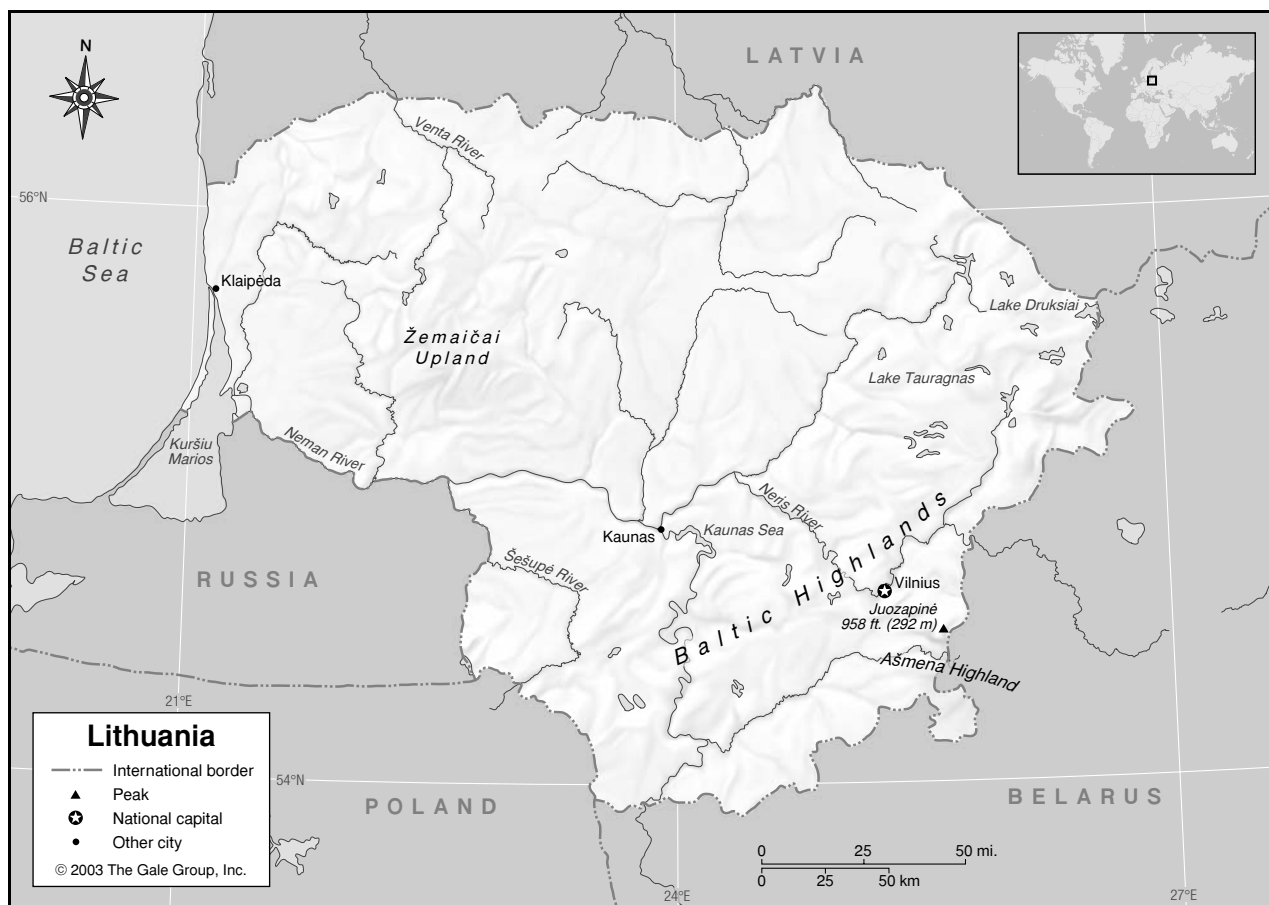 N
LATVIA
Venta River
56°N
Baltic
Sea
Klaipėda
Lake Druksiai
Žemaičai
Upland
Lake Tauragnas
Kuršiu
Marios
Neman River
Neris River
Kaunas
Kaunas Sea
Baltic Highlands
RUSSIA
Šešupé River
Vilnius
Juozapinė
958 ft. (292 m)
Ašmena Highland
21°E
Lithuania
International border
Peak
National capital
Other city
© 2003 The Gale Group, Inc.
54°N
POLAND
BELARUS
0 25 50 mi.
0 25 50 km
24°E
27°E